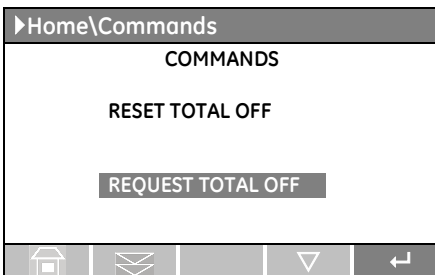 Home\Commands
COMMANDS
RESET TOTAL OFF
REQUEST TOTAL OFF